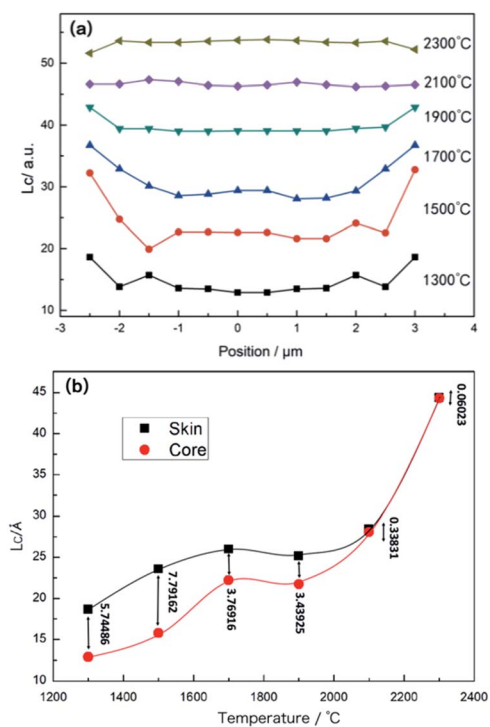 (a)
50
40
30
20
10
Lc/ a.u.
2300°C
2100°C
1900°C
1700°C
1500°C
1300°C
-3 -2 -1 0 1 2 3 4
Position / μm
(b)
45
40
35
30
25
20
15
10
Lc/Å
Skin
Core
5.74486
7.79162
3.76916
3.43925
0.33831
0.06023
1200 1400 1600 1800 2000 2200 2400
Temperature / °C